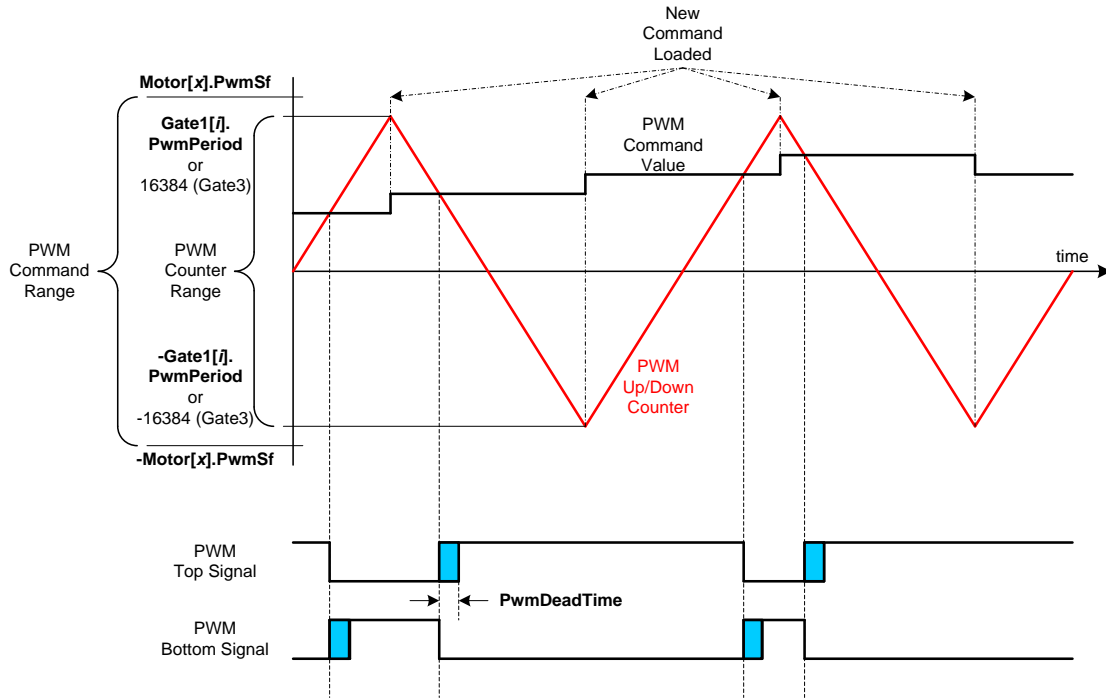 New
Command
Loaded
Motor[x].PwmSf
Gate1[i].
PwmPeriod
or
16384 (Gate3)
PWM
Command
Value
PWM
Command
Range
PWM
Counter
Range
time
-Gate1[i].
PwmPeriod
or
-16384 (Gate3)
PWM
Up/Down
Counter
-Motor[x].PwmSf
PWM
Top Signal
PwmDeadTime
PWM
Bottom Signal